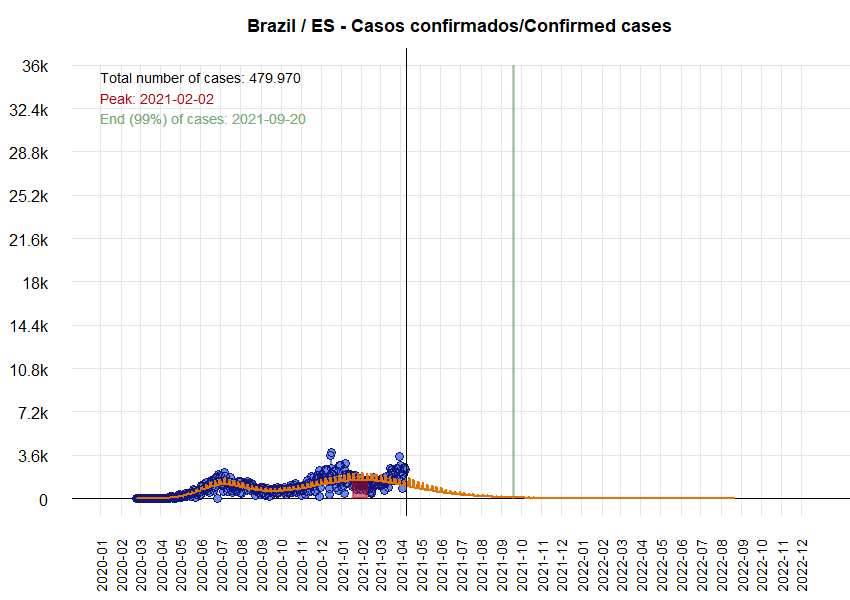 Brazil / ES - Casos confirmados/Confirmed cases
36k
Total number of cases: 479.970
Peak: 2021-02-02
End (99%) of cases: 2021-09-20
32.4k
28.8k
25.2k
21.6k
18k
14.4k
10.8k
7.2k
3.6k
0
2020-01
2020-02
2020-03
2020-04
2020-05
2020-06
2020-07
2020-08
2020-09
2020-10
2020-11
2020-12
2021-01
2021-02
2021-03
2021-04
2021-05
2021-06
2021-07
2021-08
2021-09
2021-10
2021-11
2021-12
2022-01
2022-02
2022-03
2022-04
2022-05
2022-06
2022-07
2022-08
2022-09
2022-10
2022-11
2022-12